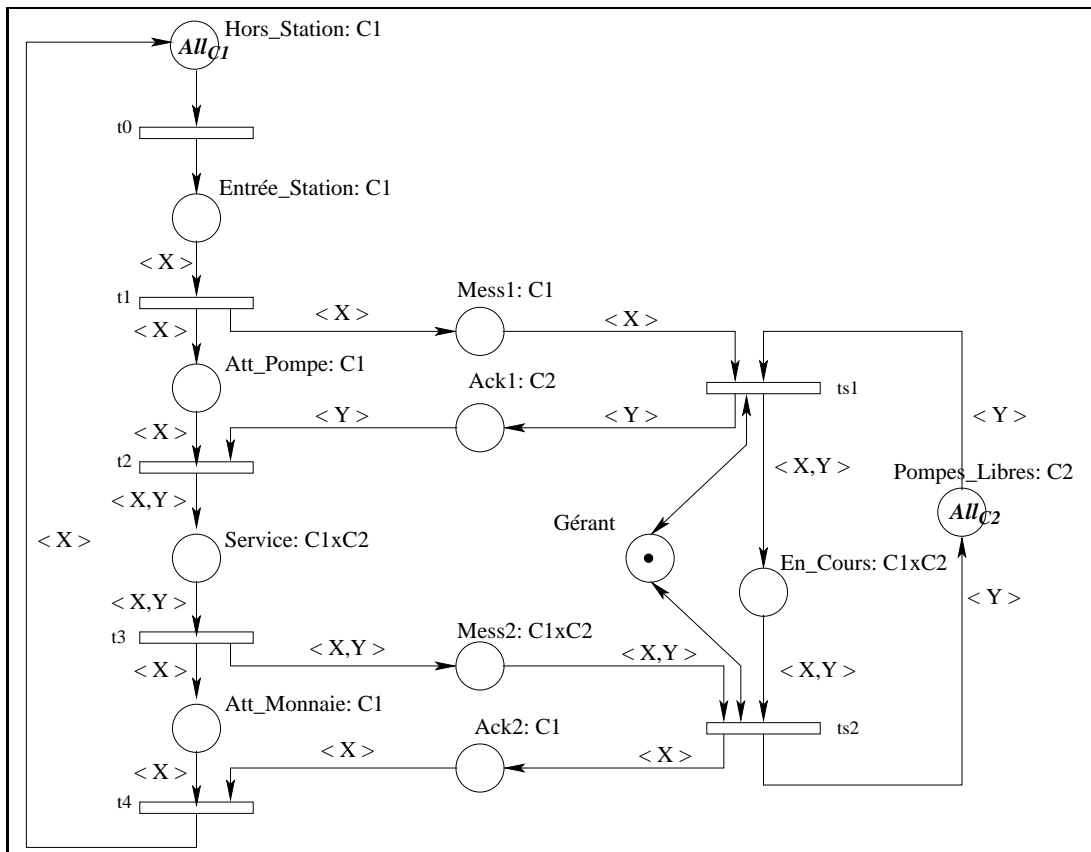 Hors_Station: C1
All_C1
t0
Entrée_Station: C1
< X >
t1
< X >
< X >
Mess1: C1
< X >
Att_Pompe: C1
Ack1: C2
ts1
< X >
< Y >
< Y >
< Y >
t2
< X,Y >
< X,Y >
Pompes_Libres: C2
All_C2
< X >
Service: C1xC2
Gérant
En_Cours: C1xC2
< X,Y >
< Y >
t3
< X >
< X,Y >
Mess2: C1xC2
< X,Y >
< X,Y >
Att_Monnaie: C1
Ack2: C1
ts2
< X >
< X >
< X >
t4